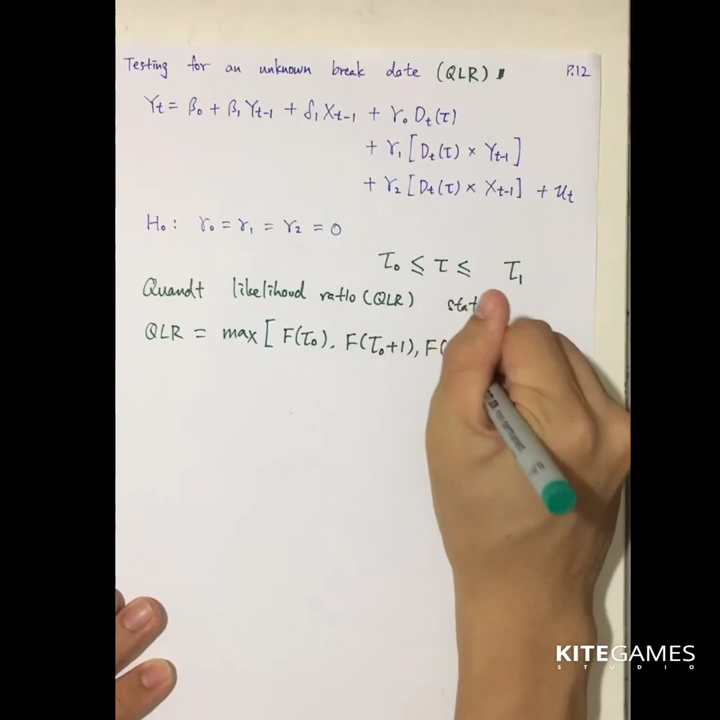 Testing for an unknown break date (QLR) P.12
Yt = β0 + β1 Yt-1 + δ1 Xt-1 + γ0 Dt(τ)
+ γ1 [Dt(τ) × Yt-1]
+ γ2 [Dt(τ) × Xt-1] + ut
H0: γ0 = γ1 = γ2 = 0
τ0 ≤ τ ≤ τ1
Quandt likelihood ratio (QLR) stat
QLR = max [ F(τ0), F(τ0+1), F(
KITEGAMES
STUDIO